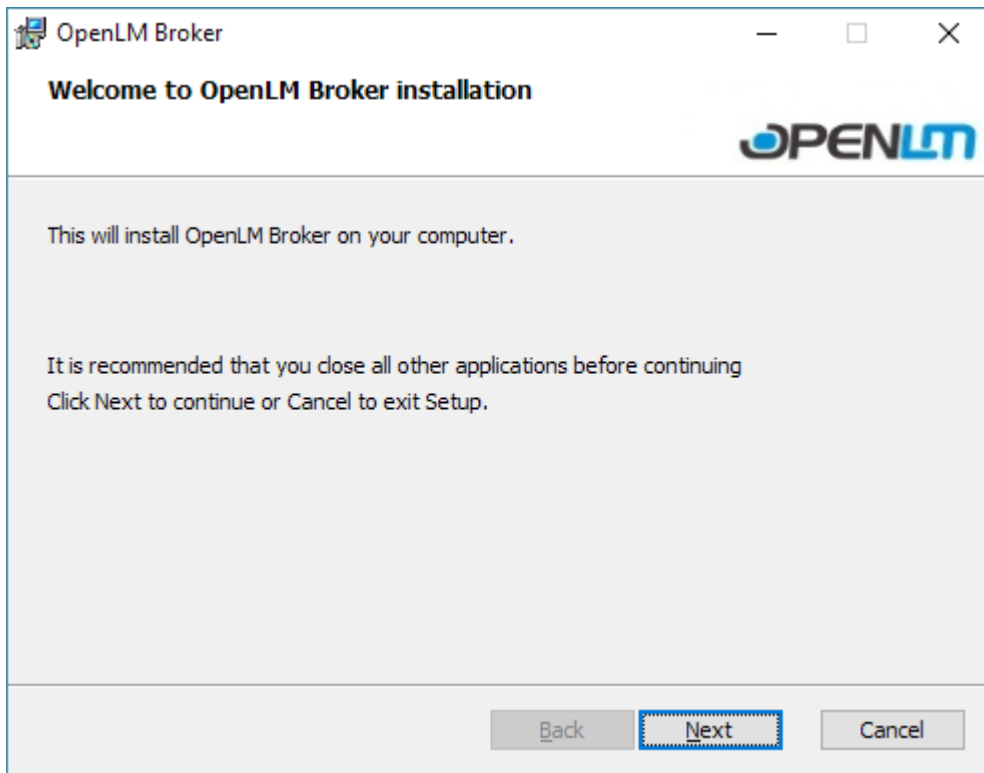 OpenLM Broker
Welcome to OpenLM Broker installation
OPENLM
This will install OpenLM Broker on your computer.
It is recommended that you close all other applications before continuing
Click Next to continue or Cancel to exit Setup.
Back Next Cancel